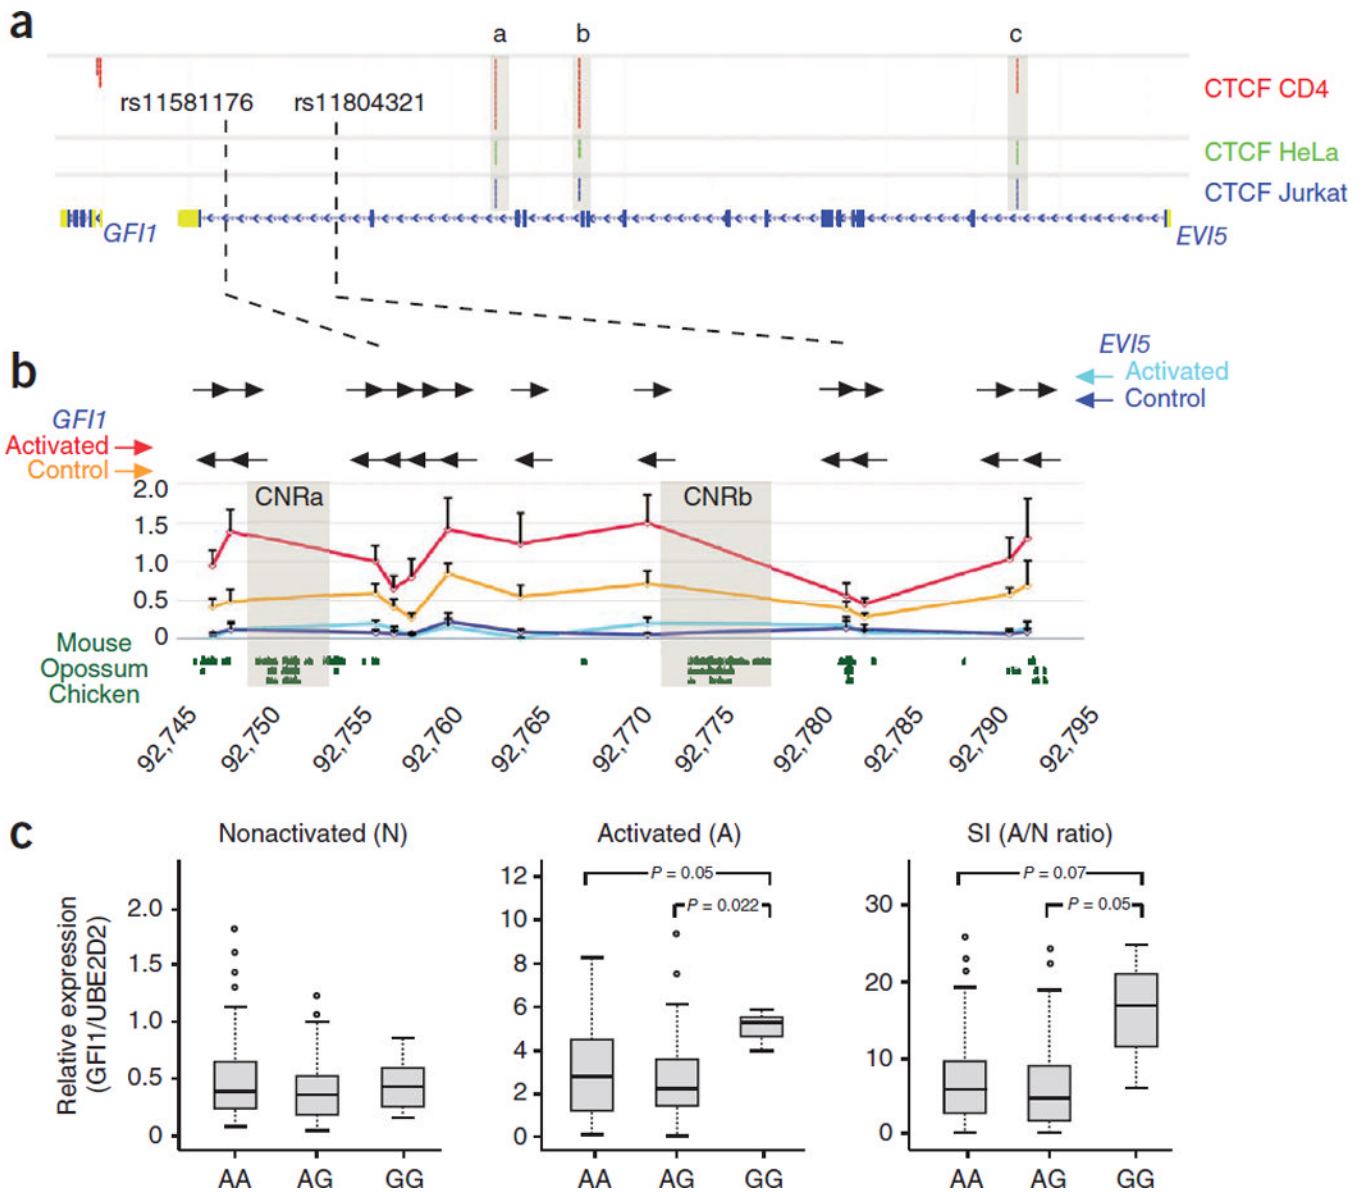 a
a b c
rs11581176 rs11804321
CTCF CD4
CTCF HeLa
CTCF Jurkat
GFI1
EVI5
b
EVI5
Activated
Control
GFI1
Activated
Control
CNRa CNRb
2.0
1.5
1.0
0.5
0
Mouse
Opossum
Chicken
92,745 92,750 92,755 92,760 92,765 92,770 92,775 92,780 92,785 92,790 92,795
c
Nonactivated (N) Activated (A) SI (A/N ratio)
Relative expression
(GFI1/UBE2D2)
2.0
1.5
1.0
0.5
0
AA AG GG
12
10
8
6
4
2
0
P = 0.05
P = 0.022
AA AG GG
30
20
10
0
P = 0.07
P = 0.05
AA AG GG